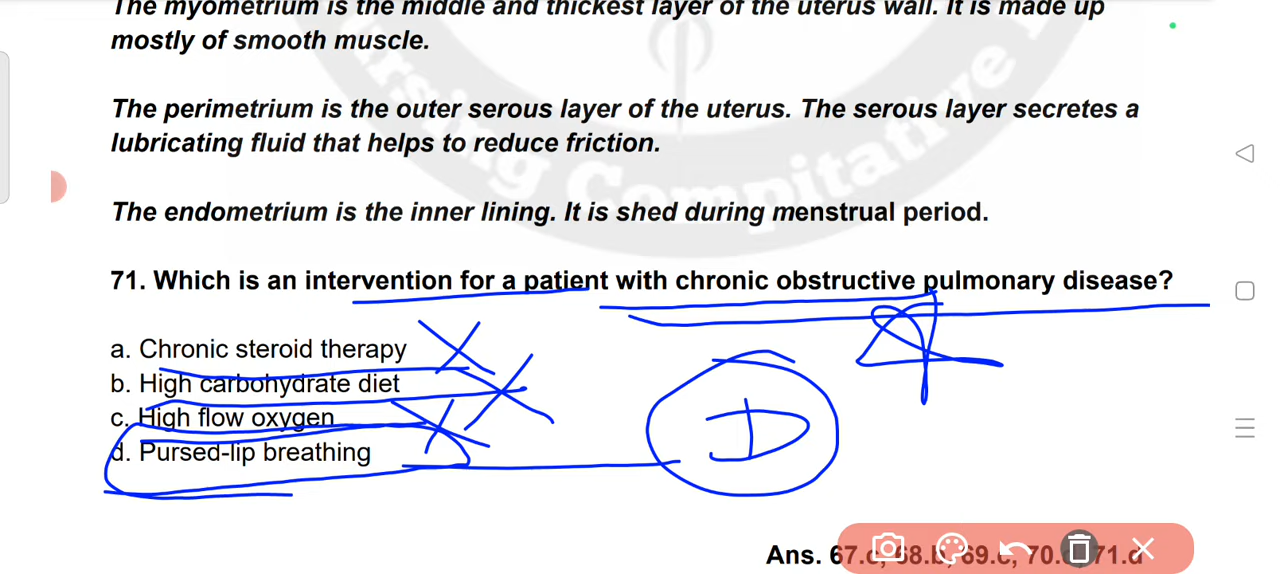 The myometrium is the middle and thickest layer of the uterus wall. It is made up
mostly of smooth muscle.
The perimetrium is the outer serous layer of the uterus. The serous layer secretes a
lubricating fluid that helps to reduce friction.
The endometrium is the inner lining. It is shed during menstrual period.
71. Which is an intervention for a patient with chronic obstructive pulmonary disease?
a. Chronic steroid therapy
b. High carbohydrate diet
c. High flow oxygen
d. Pursed-lip breathing
D
Ans. 67.c, 68.b, 69.c, 70. 71.d